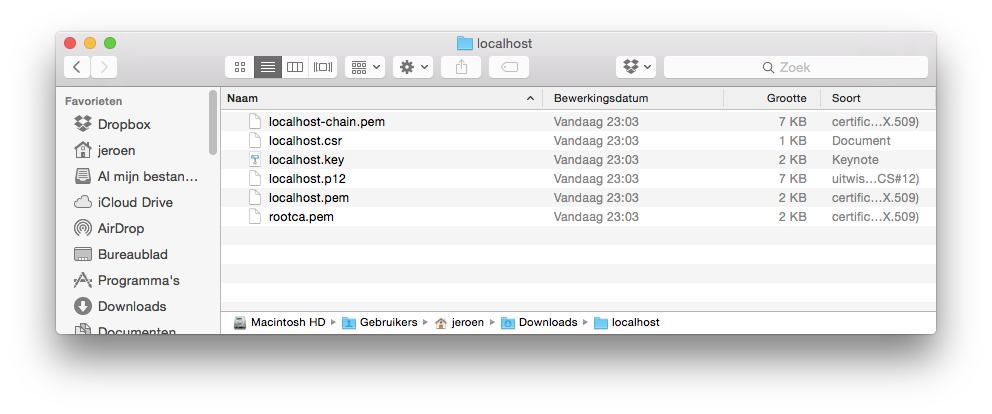 localhost
Zoek
Favorieten
Dropbox
jeroen
Al mijn bestan...
iCloud Drive
AirDrop
Bureaublad
Programma's
Downloads
Documenten
Naam Bewerkingsdatum Grootte Soort
localhost-chain.pem Vandaag 23:03 7 KB certific...X.509)
localhost.csr Vandaag 23:03 1 KB Document
localhost.key Vandaag 23:03 2 KB Keynote
localhost.p12 Vandaag 23:03 7 KB uitwis...CS#12)
localhost.pem Vandaag 23:03 2 KB certific...X.509)
rootca.pem Vandaag 23:03 2 KB certific...X.509)
Macintosh HD Gebruikers jeroen Downloads localhost